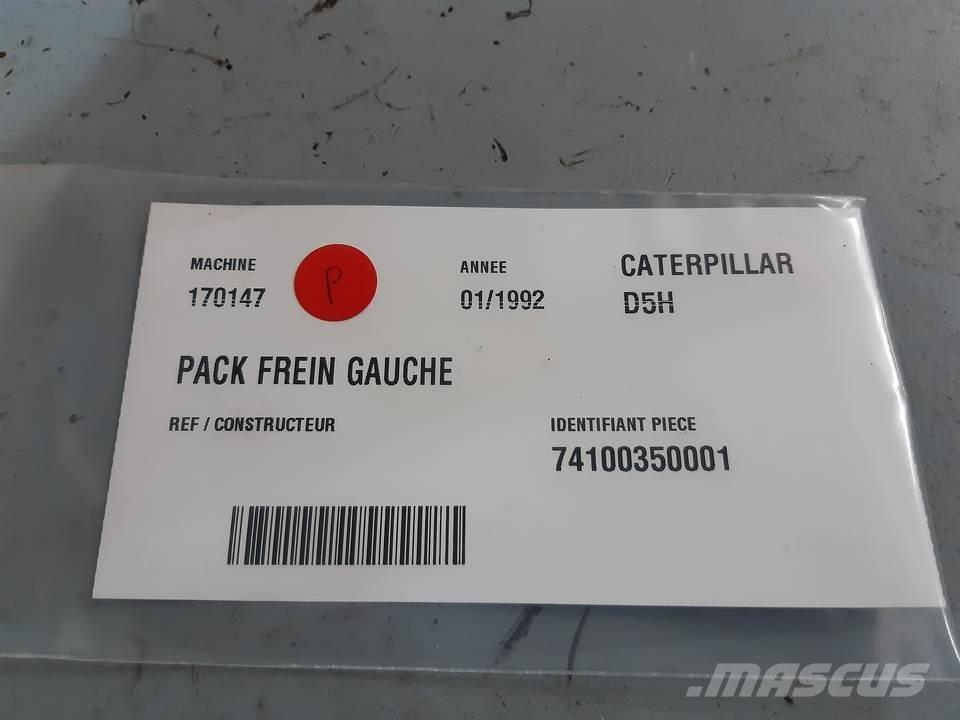 MACHINE
170147
P
ANNEE
01/1992
CATERPILLAR
D5H
PACK FREIN GAUCHE
REF / CONSTRUCTEUR
IDENTIFIANT PIECE
74100350001
.MASCUS